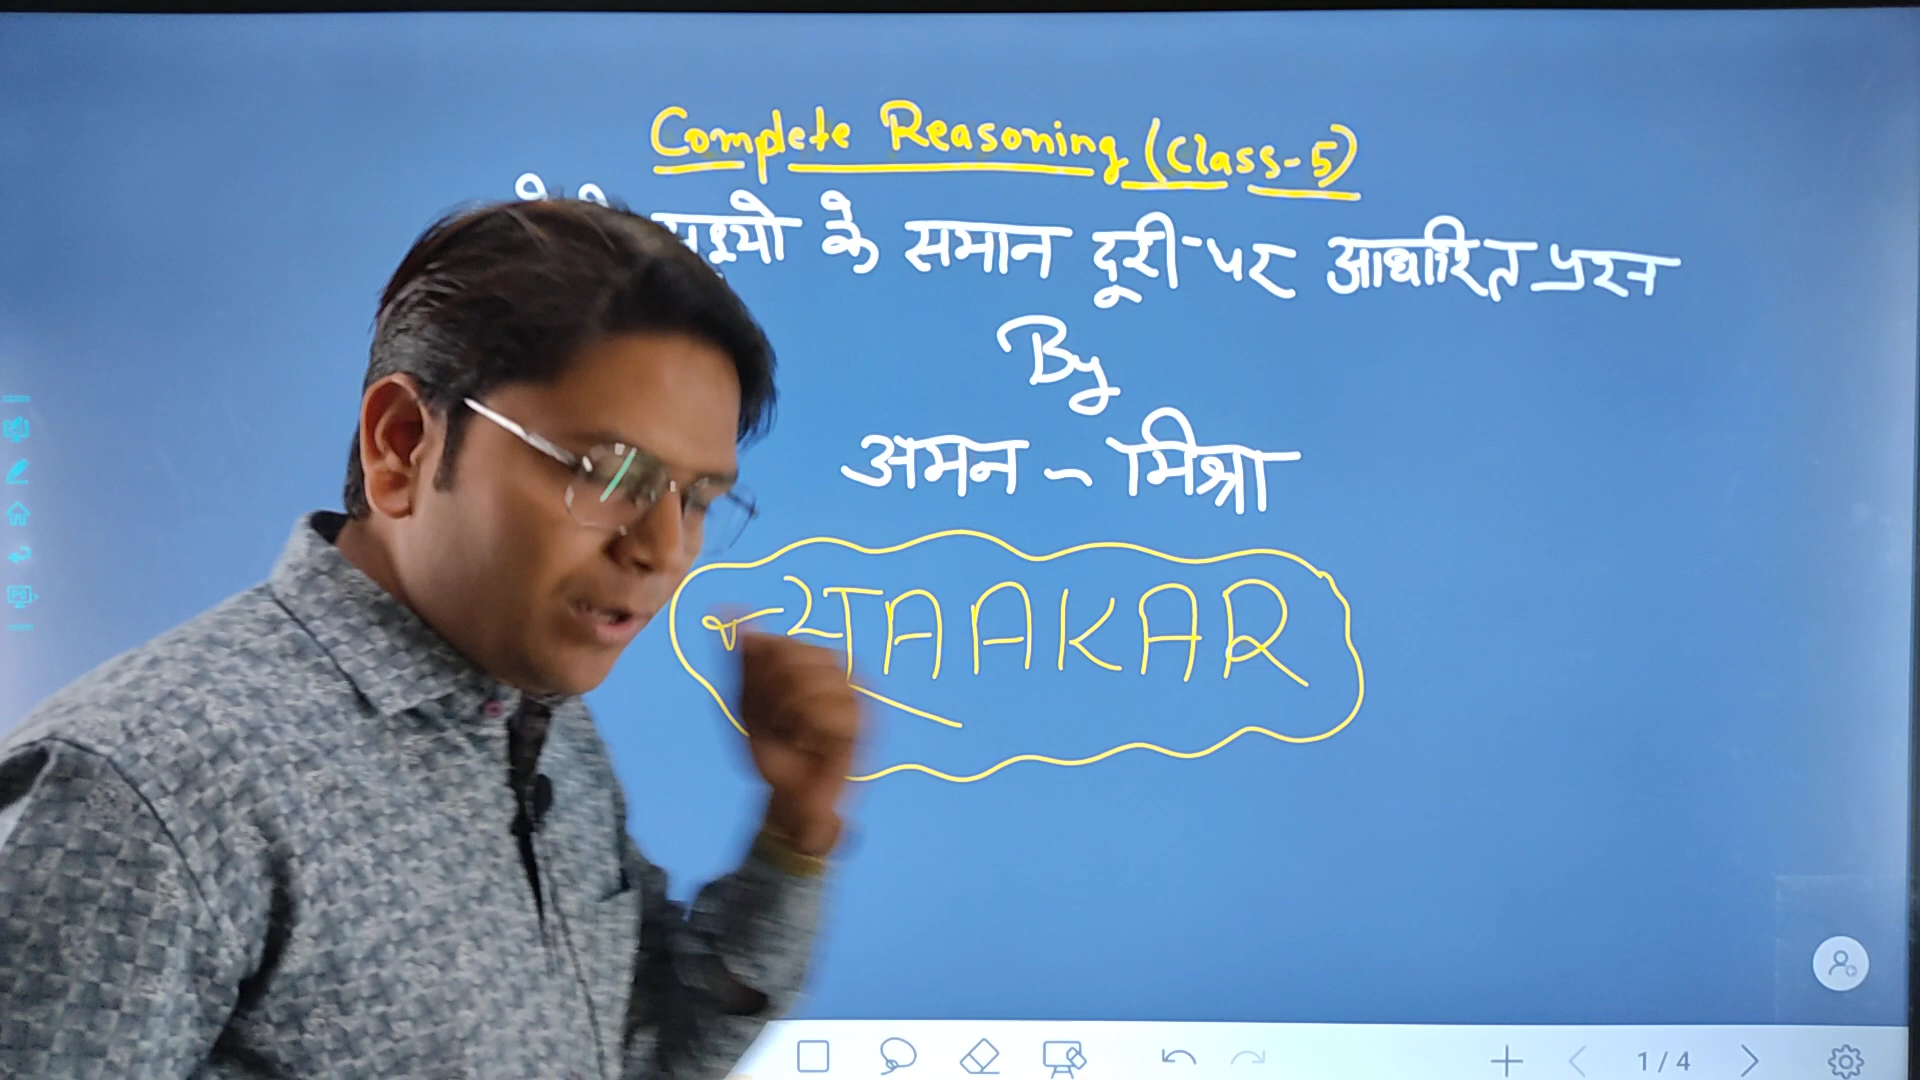 Complete Reasoning (Class-5)
के समान दूरी पर आधारित प्रश्न
By
अमन - मिश्रा
AAKAR
1 / 4